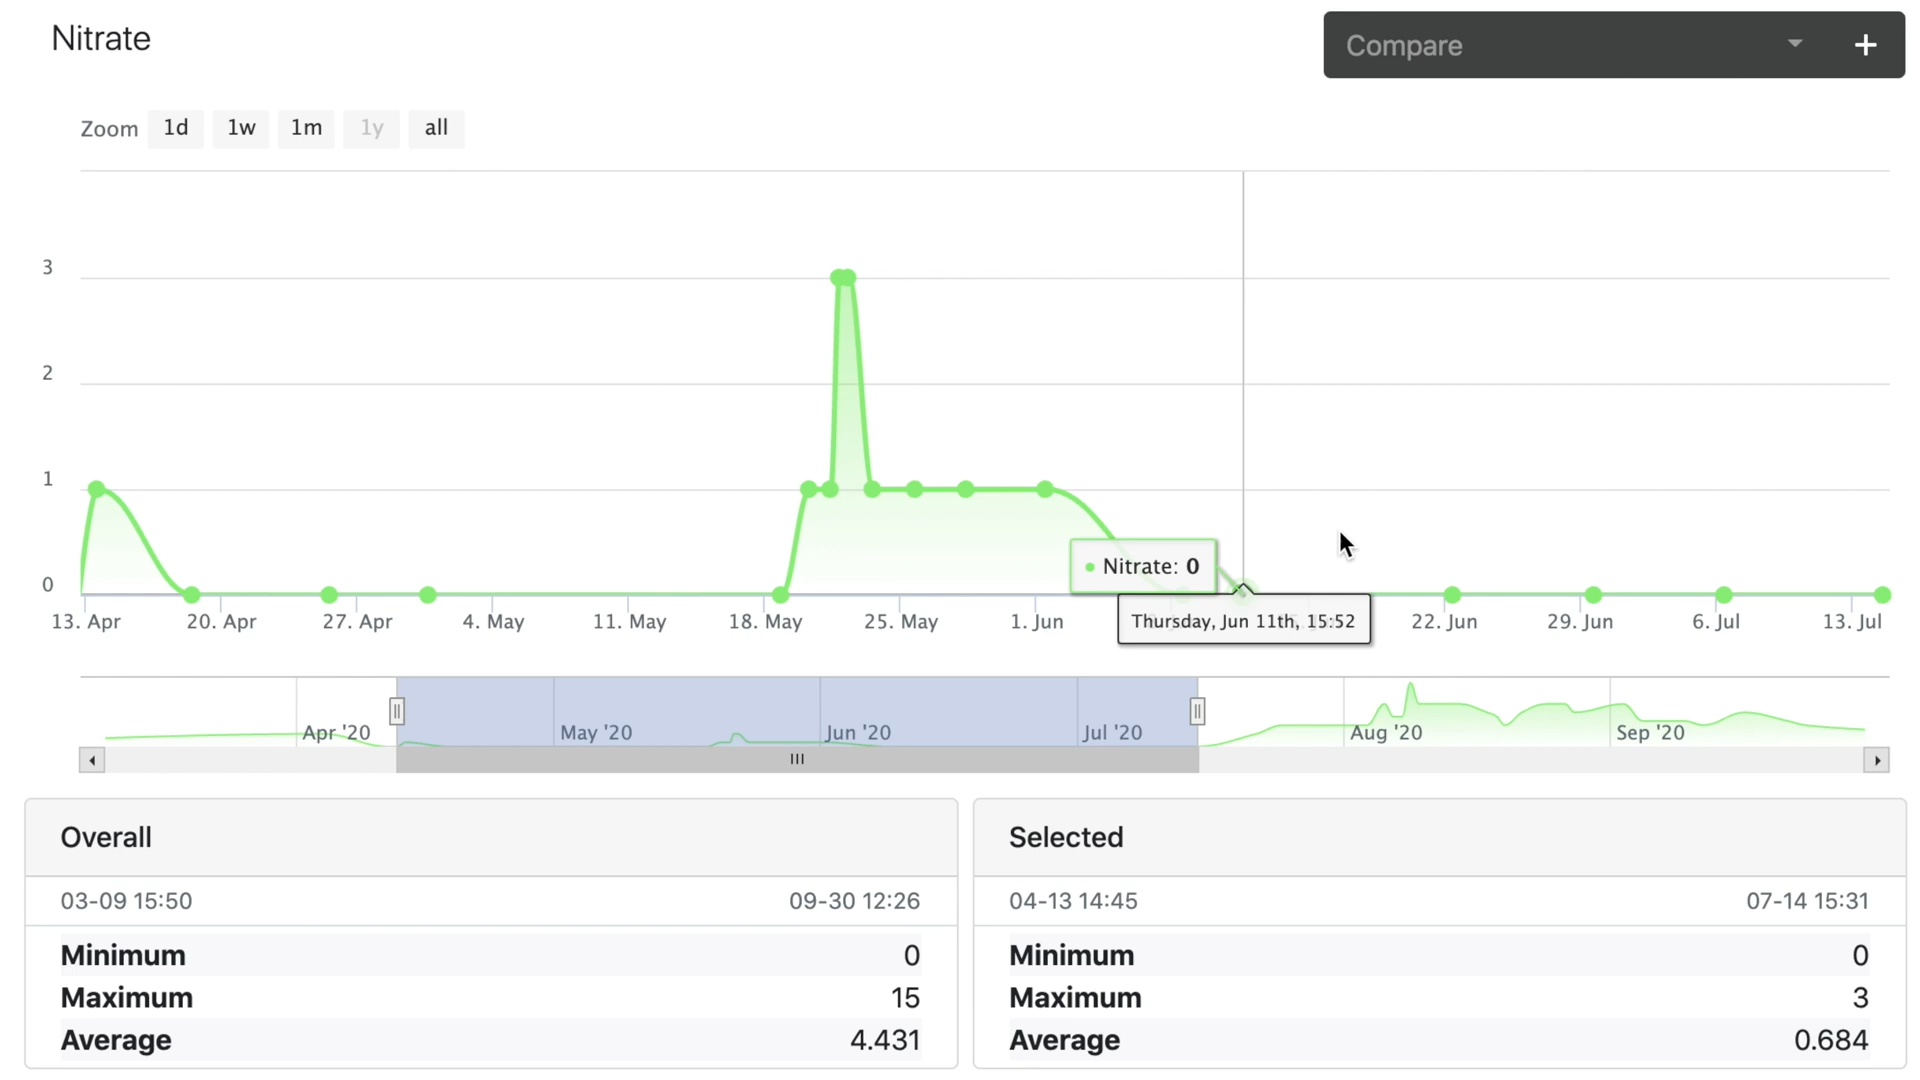 Nitrate
Compare +
Zoom 1d 1w 1m 1y all
3
2
1
0
Nitrate: 0
13. Apr 20. Apr 27. Apr 4. May 11. May 18. May 25. May 1. Jun 22. Jun 29. Jun 6. Jul 13. Jul
Thursday, Jun 11th, 15:52
Apr '20 May '20 Jun '20 Jul '20 Aug '20 Sep '20
Overall
03-09 15:50 09-30 12:26
Minimum 0
Maximum 15
Average 4.431
Selected
04-13 14:45 07-14 15:31
Minimum 0
Maximum 3
Average 0.684